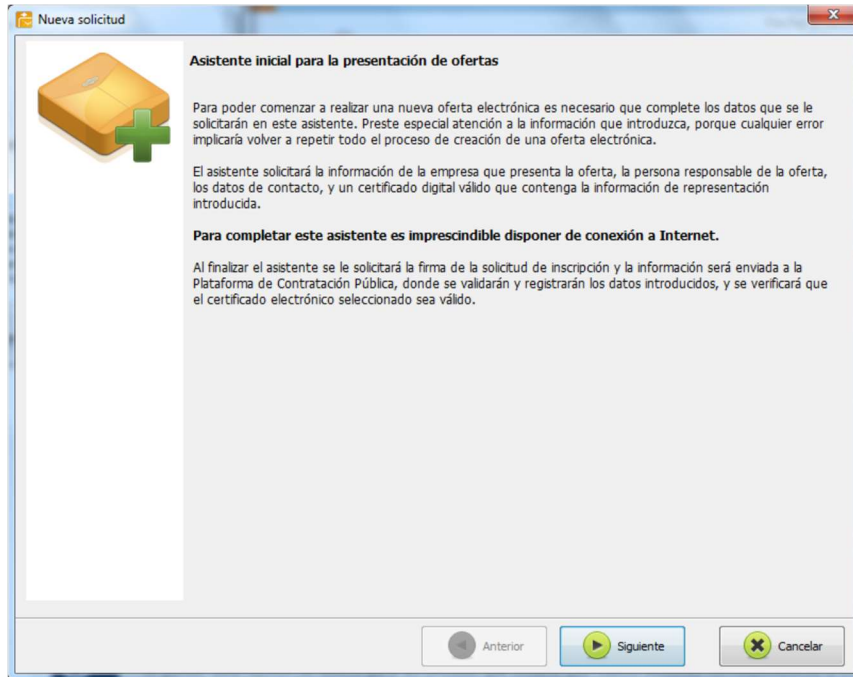 Nueva solicitud
Asistente inicial para la presentación de ofertas
Para poder comenzar a realizar una nueva oferta electrónica es necesario que complete los datos que se le
solicitarán en este asistente. Preste especial atención a la información que introduzca, porque cualquier error
implicaría volver a repetir todo el proceso de creación de una oferta electrónica.
El asistente solicitará la información de la empresa que presenta la oferta, la persona responsable de la oferta,
los datos de contacto, y un certificado digital válido que contenga la información de representación
introducida.
Para completar este asistente es imprescindible disponer de conexión a Internet.
Al finalizar el asistente se le solicitará la firma de la solicitud de inscripción y la información será enviada a la
Plataforma de Contratación Pública, donde se validarán y registrarán los datos introducidos, y se verificará que
el certificado electrónico seleccionado sea válido.
Anterior
Siguiente
Cancelar